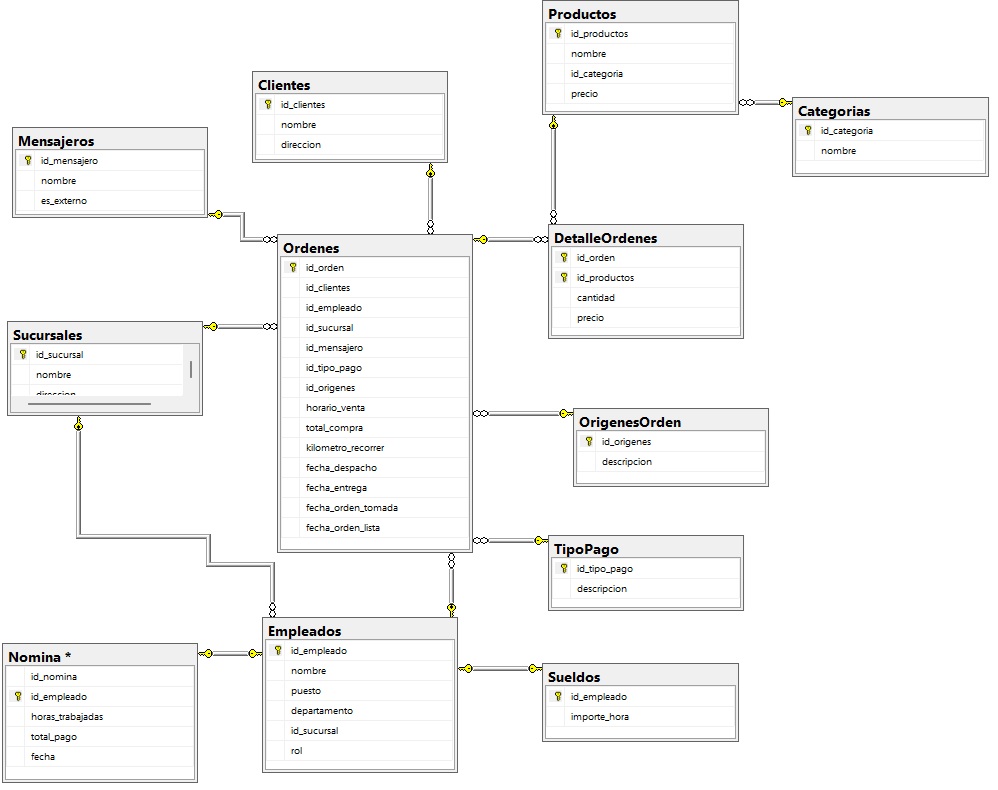 Productos
id_productos
nombre
id_categoria
precio
Clientes
id_clientes
nombre
direccion
Categorias
id_categoria
nombre
Mensajeros
id_mensajero
nombre
es_externo
DetalleOrdenes
id_orden
id_productos
cantidad
precio
Ordenes
id_orden
id_clientes
id_empleado
id_sucursal
id_mensajero
id_tipo_pago
id_origenes
horario_venta
total_compra
kilometro_recorrer
fecha_despacho
fecha_entrega
fecha_orden_tomada
fecha_orden_lista
Sucursales
id_sucursal
nombre
direccion
OrigenesOrden
id_origenes
descripcion
TipoPago
id_tipo_pago
descripcion
Empleados
id_empleado
nombre
puesto
departamento
id_sucursal
rol
Nomina *
id_nomina
id_empleado
horas_trabajadas
total_pago
fecha
Sueldos
id_empleado
importe_hora